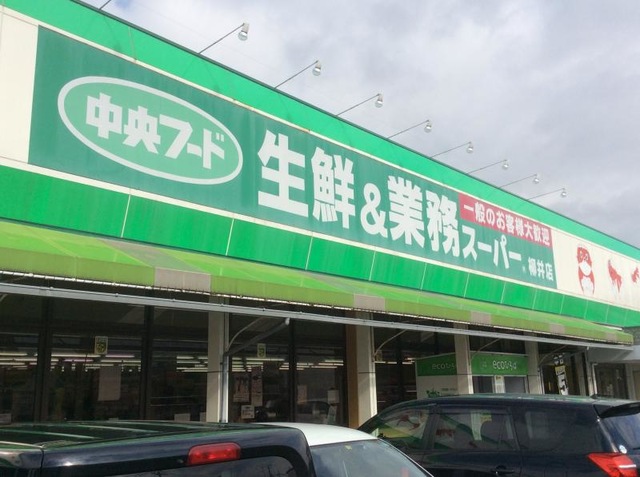 中央フード
生鮮&業務スーパー
一般のお客様大歓迎
柳井店